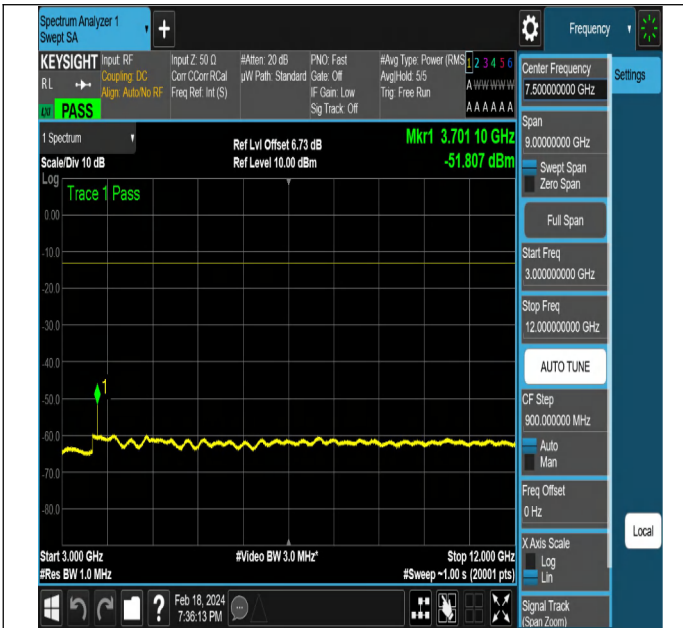 Spectrum Analyzer 1
Swept SA
Frequency
KEYSIGHT
Input: RF
Coupling: DC
Align: Auto/No RF
Input Z: 50 Ω
Corr CCorr RCal
Freq Ref: Int (S)
#Atten: 20 dB
µW Path: Standard
PNO: Fast
Gate: Off
IF Gain: Low
Sig Track: Off
#Avg Type: Power (RMS
Avg|Hold: 5/5
Trig: Free Run
1 2 3 4 5 6
A W W W W W
A A A A A A
R L
LXI
PASS
Center Frequency
7.500000000 GHz
Settings
Span
9.00000000 GHz
Swept Span
Zero Span
Full Span
Start Freq
3.000000000 GHz
Stop Freq
12.000000000 GHz
AUTO TUNE
CF Step
900.000000 MHz
Auto
Man
Freq Offset
0 Hz
X Axis Scale
Log
Lin
Signal Track
(Span Zoom)
Local
1 Spectrum
Scale/Div 10 dB
Ref Lvl Offset 6.73 dB
Ref Level 10.00 dBm
Mkr1 3.701 10 GHz
-51.807 dBm
Log
Trace 1 Pass
0.00
-10.0
-20.0
-30.0
-40.0
-50.0
-60.0
-70.0
-80.0
1
Start 3.000 GHz
#Video BW 3.0 MHz*
Stop 12.000 GHz
#Res BW 1.0 MHz
#Sweep ~1.00 s (20001 pts)
?
Feb 18, 2024
7:36:13 PM